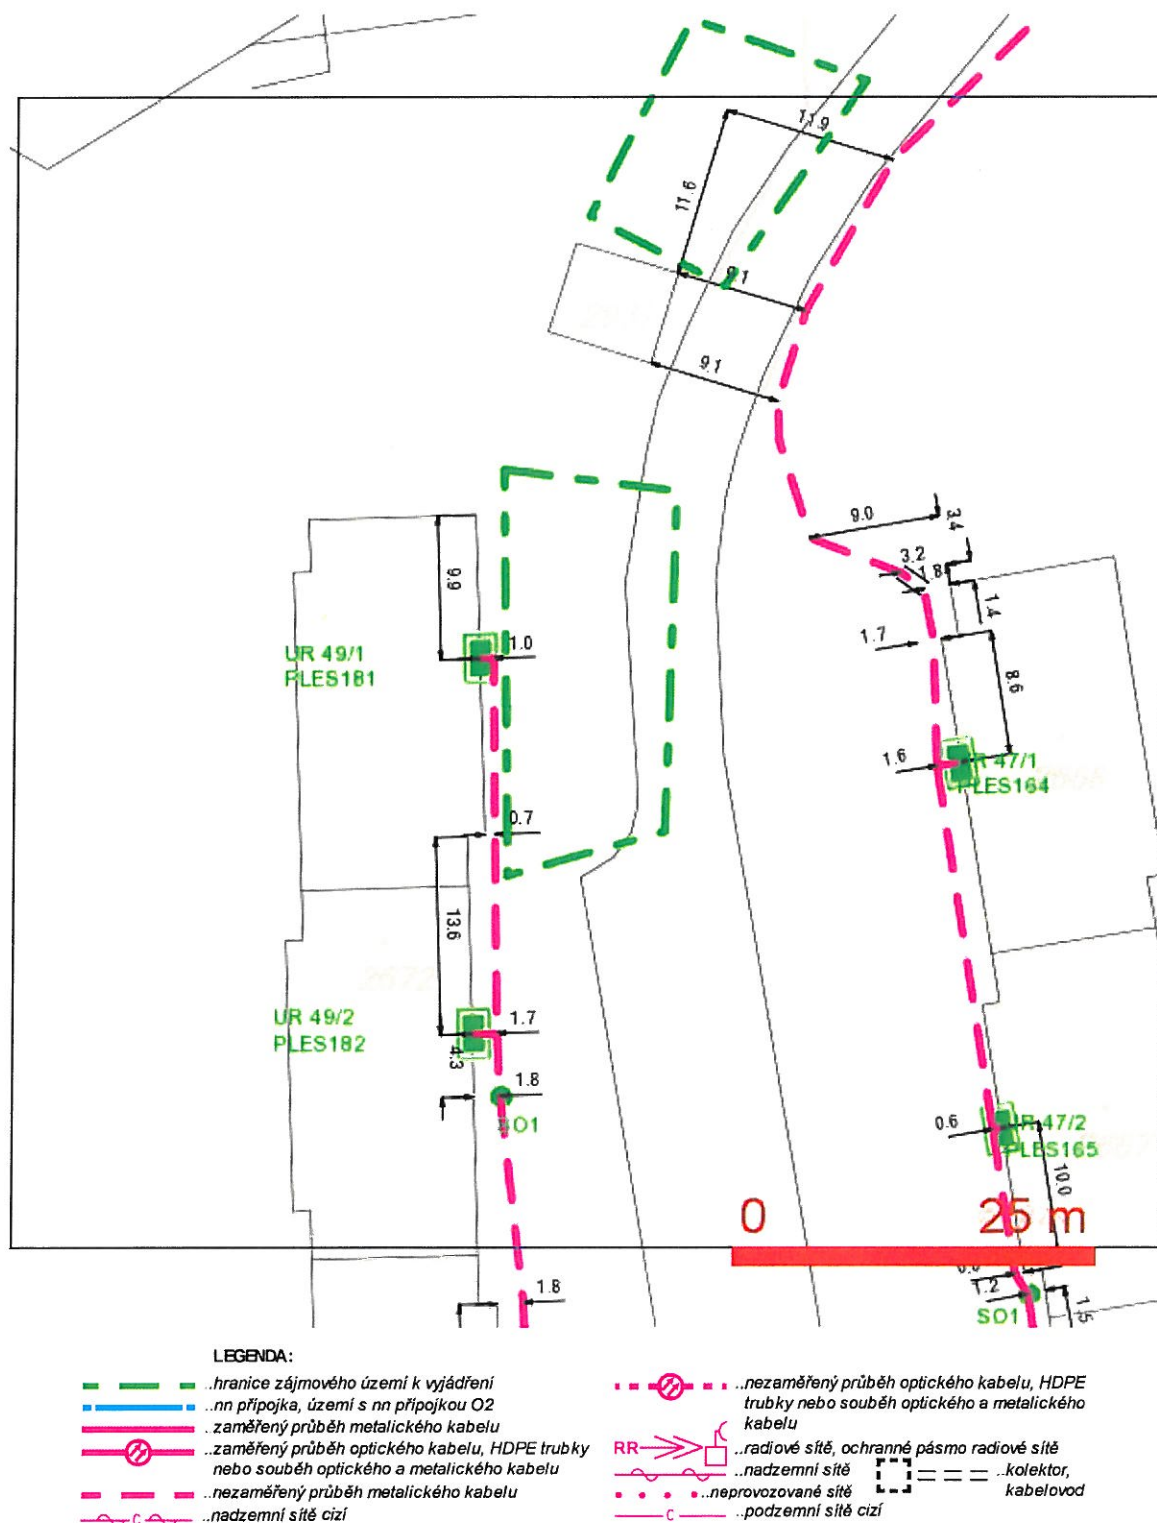 11.9
11.6
9.1
9.1
9.0
3.4
3.2
1.8
1.4
1.7
8.6
9.9
1.0
UR 49/1
PLES181
1.6
UR 47/1
PLES164
0.7
13.6
UR 49/2
PLES182
1.7
4.3
1.8
SO1
0.6
UR 47/2
PLES165
10.0
0 25 m
1.2
SO1
1.5
1.8
LEGENDA:
..hranice zájmového území k vyjádření
..nn přípojka, území s nn přípojkou O2
..zaměřený průběh metalického kabelu
..zaměřený průběh optického kabelu, HDPE trubky
nebo souběh optického a metalického kabelu
..nezaměřený průběh metalického kabelu
C ..nadzemní sítě cizí
..nezaměřený průběh optického kabelu, HDPE
trubky nebo souběh optického a metalického
kabelu
RR ..radiové sítě, ochranné pásmo radiové sítě
..nadzemní sítě ..kolektor,
kabelovod
..neprovozované sítě
C ..podzemní sítě cizí